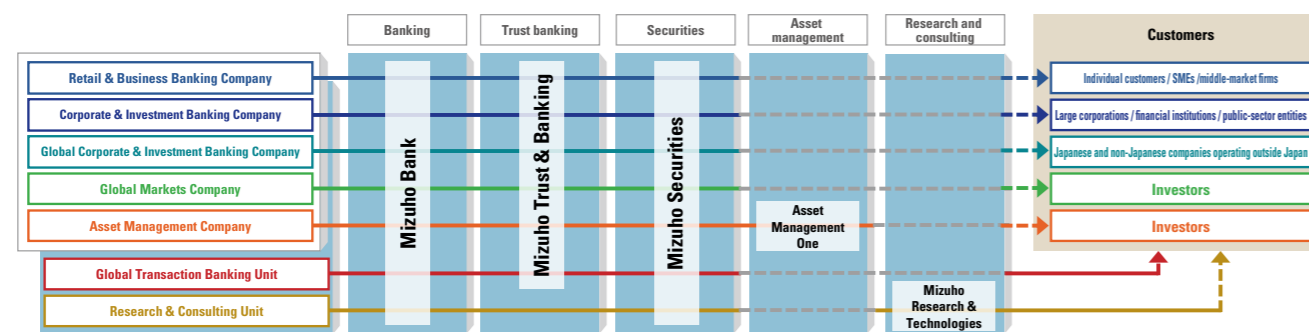 Banking
Trust banking
Securities
Asset
management
Research and
consulting
Customers
Retail & Business Banking Company
Corporate & Investment Banking Company
Global Corporate & Investment Banking Company
Global Markets Company
Asset Management Company
Global Transaction Banking Unit
Research & Consulting Unit
Mizuho Bank
Mizuho Trust & Banking
Mizuho Securities
Asset
Management
One
Mizuho
Research &
Technologies
Individual customers / SMEs /middle-market firms
Large corporations / financial institutions / public-sector entities
Japanese and non-Japanese companies operating outside Japan
Investors
Investors